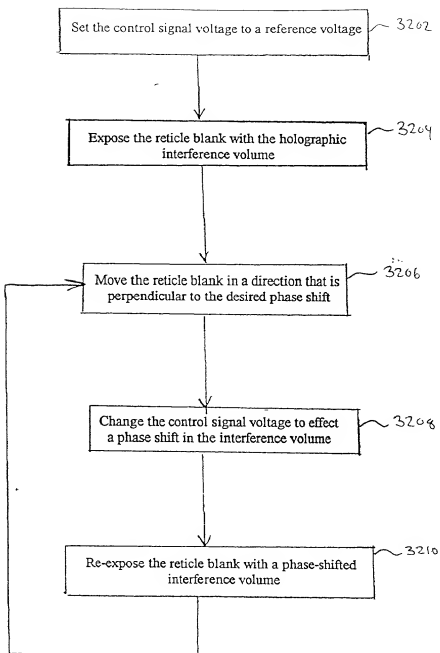 Set the control signal voltage to a reference voltage
3202
Expose the reticle blank with the holographic
interference volume
3204
Move the reticle blank in a direction that is
perpendicular to the desired phase shift
3206
Change the control signal voltage to effect
a phase shift in the interference volume
3208
Re-expose the reticle blank with a phase-shifted
interference volume
3210